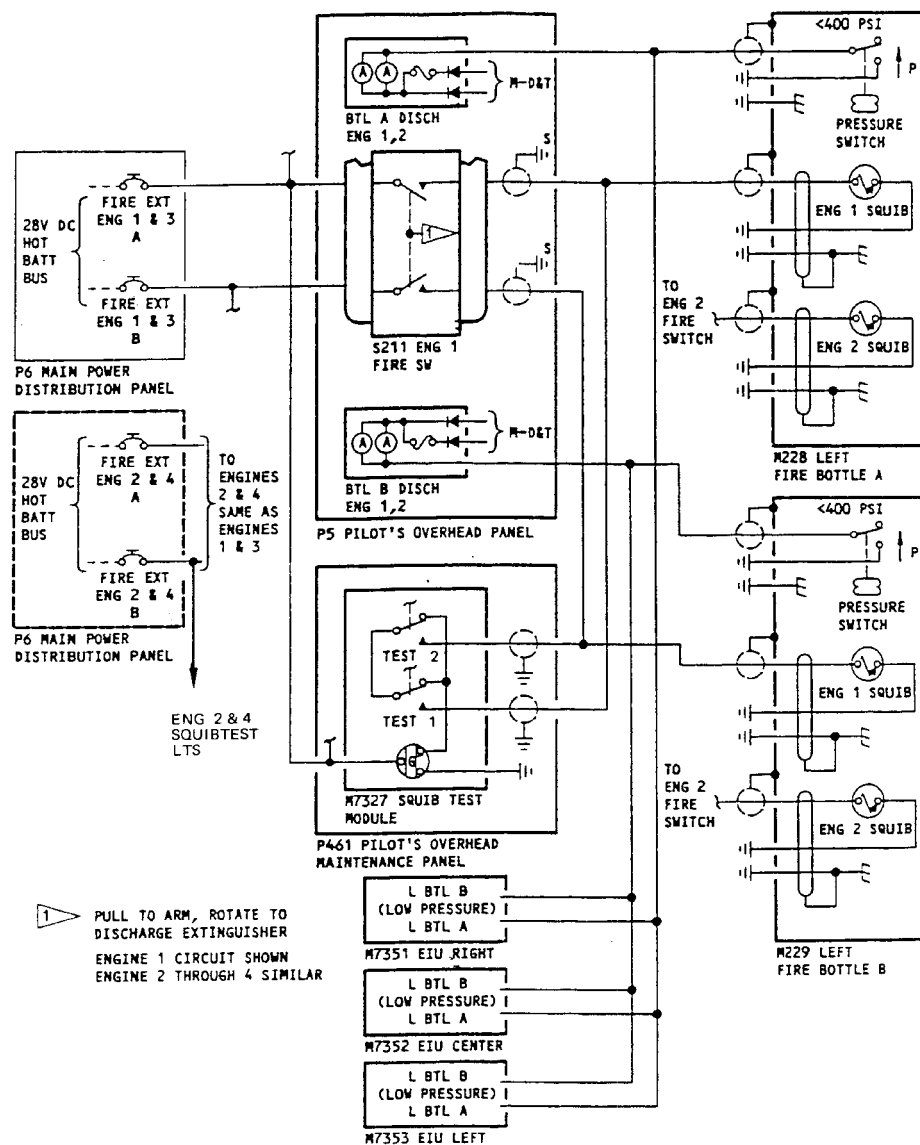 <400 PSI
P
PRESSURE
SWITCH
A A
M-D&T
BTL A DISCH
ENG 1,2
S
28V DC
HOT
BATT
BUS
FIRE EXT
ENG 1 & 3
A
FIRE EXT
ENG 1 & 3
B
P6 MAIN POWER
DISTRIBUTION PANEL
1
S
S211 ENG 1
FIRE SW
ENG 1 SQUIB
TO
ENG 2
FIRE
SWITCH
ENG 2 SQUIB
M228 LEFT
FIRE BOTTLE A
28V DC
HOT
BATT
BUS
FIRE EXT
ENG 2 & 4
A
FIRE EXT
ENG 2 & 4
B
TO
ENGINES
2 & 4
SAME AS
ENGINES
1 & 3
P6 MAIN POWER
DISTRIBUTION PANEL
ENG 2 & 4
SQUIBTEST
LTS
A A
M-D&T
BTL B DISCH
ENG 1,2
P5 PILOT'S OVERHEAD PANEL
<400 PSI
P
PRESSURE
SWITCH
TEST 2
TEST 1
M7327 SQUIB TEST
MODULE
P461 PILOT'S OVERHEAD
MAINTENANCE PANEL
ENG 1 SQUIB
TO
ENG 2
FIRE
SWITCH
ENG 2 SQUIB
M229 LEFT
FIRE BOTTLE B
1 PULL TO ARM, ROTATE TO
DISCHARGE EXTINGUISHER
ENGINE 1 CIRCUIT SHOWN
ENGINE 2 THROUGH 4 SIMILAR
L BTL B
(LOW PRESSURE)
L BTL A
M7351 EIU RIGHT
L BTL B
(LOW PRESSURE)
L BTL A
M7352 EIU CENTER
L BTL B
(LOW PRESSURE)
L BTL A
M7353 EIU LEFT